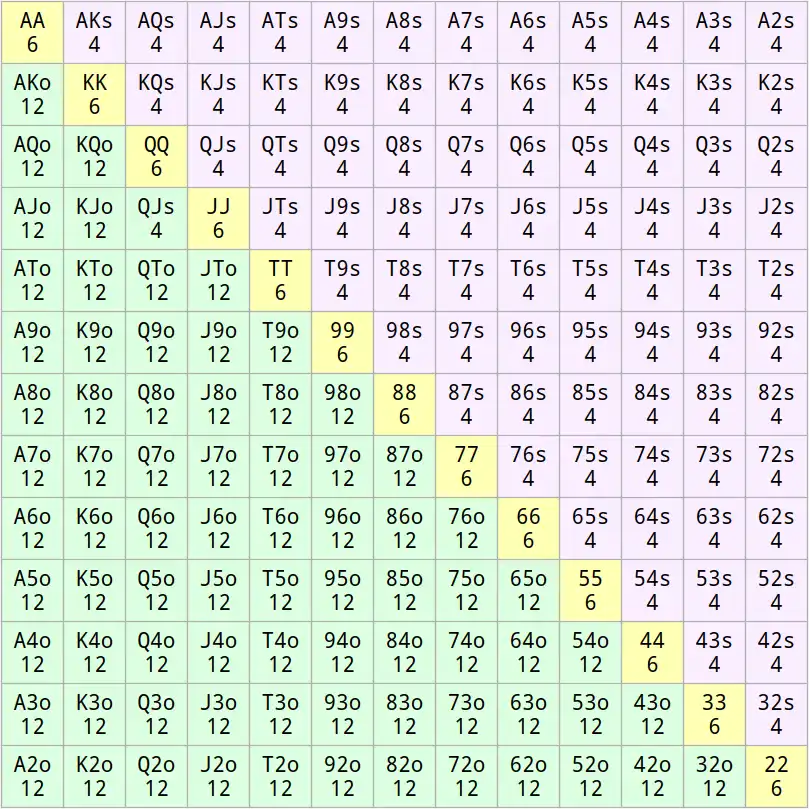 AA AKs AQs AJs ATs A9s A8s A7s A6s A5s A4s A3s A2s
6 4 4 4 4 4 4 4 4 4 4 4 4
AKo KK KQs KJs KTs K9s K8s K7s K6s K5s K4s K3s K2s
12 6 4 4 4 4 4 4 4 4 4 4 4
AQo KQo QQ QJs QTs Q9s Q8s Q7s Q6s Q5s Q4s Q3s Q2s
12 12 6 4 4 4 4 4 4 4 4 4 4
AJo KJo QJs JJ JTs J9s J8s J7s J6s J5s J4s J3s J2s
12 12 4 6 4 4 4 4 4 4 4 4 4
ATo KTo QTo JTo TT T9s T8s T7s T6s T5s T4s T3s T2s
12 12 12 12 6 4 4 4 4 4 4 4 4
A9o K9o Q9o J9o T9o 99 98s 97s 96s 95s 94s 93s 92s
12 12 12 12 12 6 4 4 4 4 4 4 4
A8o K8o Q8o J8o T8o 98o 88 87s 86s 85s 84s 83s 82s
12 12 12 12 12 12 6 4 4 4 4 4 4
A7o K7o Q7o J7o T7o 97o 87o 77 76s 75s 74s 73s 72s
12 12 12 12 12 12 12 6 4 4 4 4 4
A6o K6o Q6o J6o T6o 96o 86o 76o 66 65s 64s 63s 62s
12 12 12 12 12 12 12 12 6 4 4 4 4
A5o K5o Q5o J5o T5o 95o 85o 75o 65o 55 54s 53s 52s
12 12 12 12 12 12 12 12 12 6 4 4 4
A4o K4o Q4o J4o T4o 94o 84o 74o 64o 54o 44 43s 42s
12 12 12 12 12 12 12 12 12 12 6 4 4
A3o K3o Q3o J3o T3o 93o 83o 73o 63o 53o 43o 33 32s
12 12 12 12 12 12 12 12 12 12 12 6 4
A2o K2o Q2o J2o T2o 92o 82o 72o 62o 52o 42o 32o 22
12 12 12 12 12 12 12 12 12 12 12 12 6